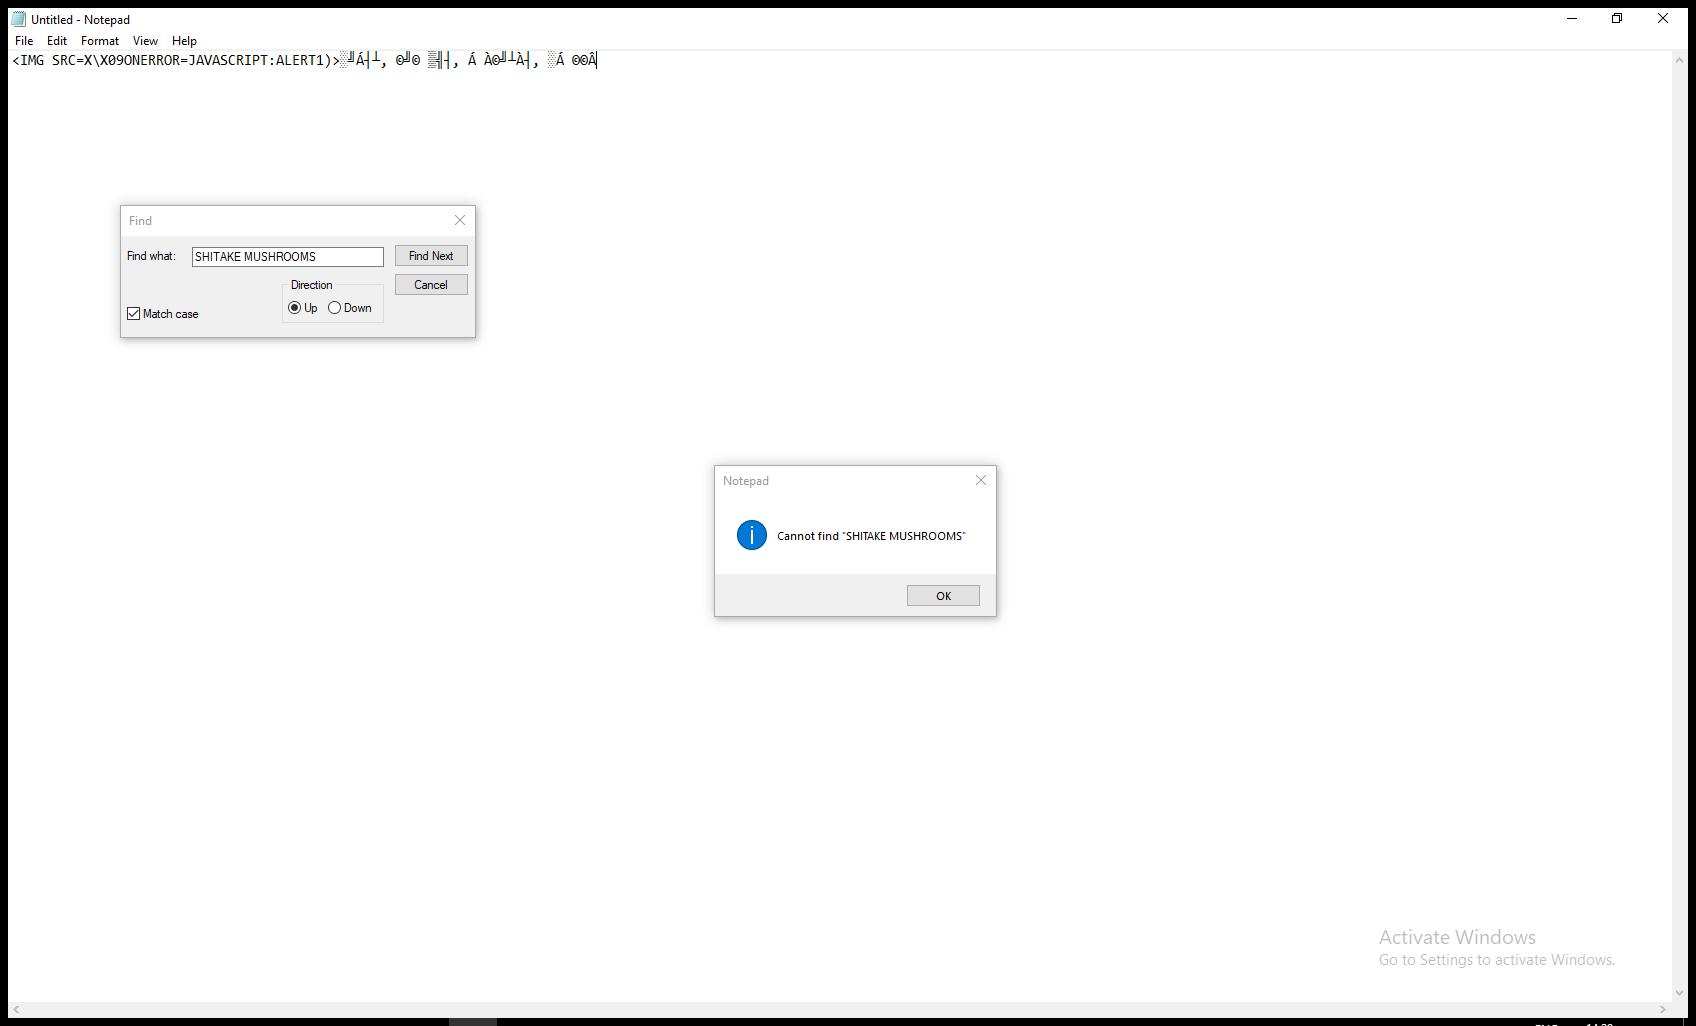 Untitled - Notepad
File Edit Format View Help
<IMG SRC=X\X09ONERROR=JAVASCRIPT:ALERT1)>░╝Á┤┴, ©╝© ▒╣┤, Á À©╝┴À┤, ░Á ©©Â
Find
Find what: SHITAKE MUSHROOMS Find Next
Direction Cancel
Up Down
Match case
Notepad
Cannot find "SHITAKE MUSHROOMS"
OK
Activate Windows
Go to Settings to activate Windows.